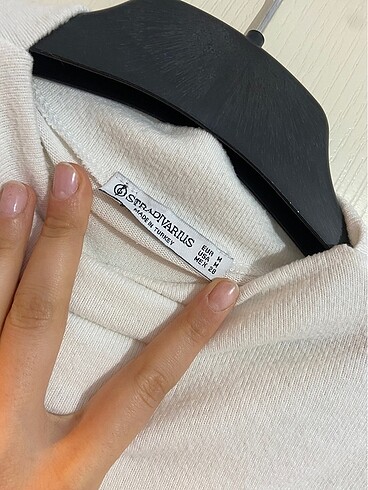 STRADIVARIUS
MADE IN TURKEY
EUR M
USA M
MEX 28